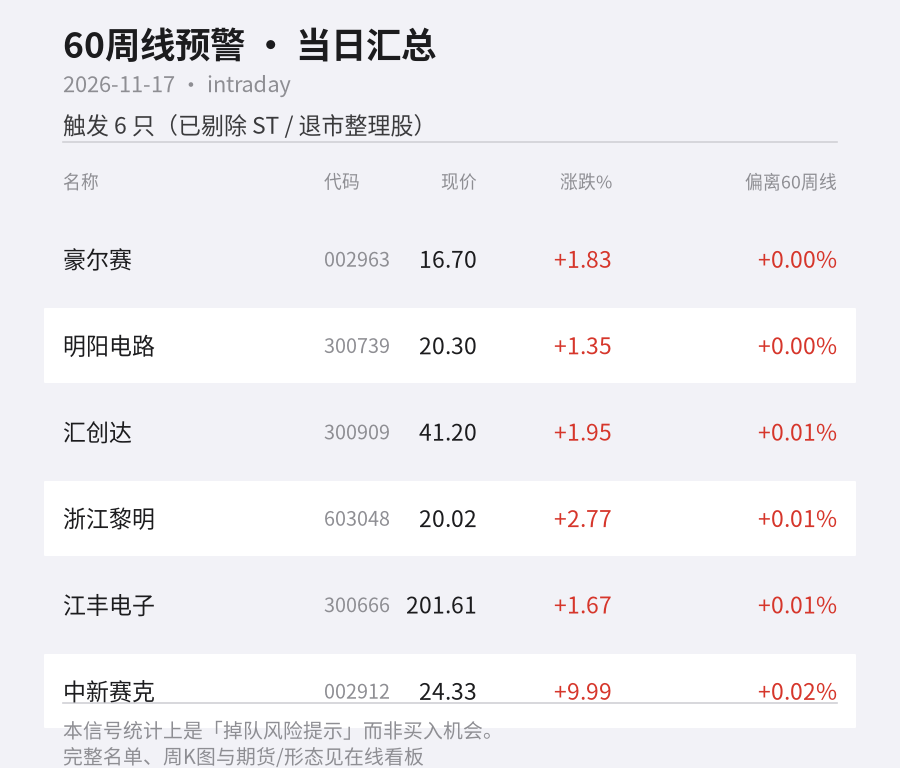 60周线预警 · 当日汇总
2026-11-17 · intraday
触发 6 只（已剔除 ST / 退市整理股）
名称 代码 现价 涨跌% 偏离60周线
豪尔赛 002963 16.70 +1.83 +0.00%
明阳电路 300739 20.30 +1.35 +0.00%
汇创达 300909 41.20 +1.95 +0.01%
浙江黎明 603048 20.02 +2.77 +0.01%
江丰电子 300666 201.61 +1.67 +0.01%
中新赛克 002912 24.33 +9.99 +0.02%
本信号统计上是「掉队风险提示」而非买入机会。
完整名单、周K图与期货/形态见在线看板